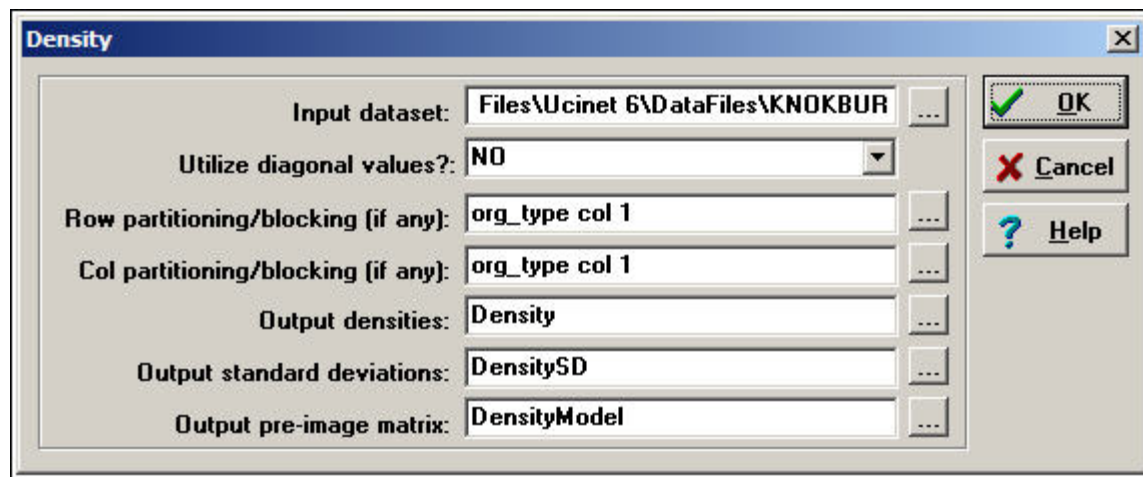 Density
Input dataset: Files\Ucinet 6\DataFiles\KNOKBUR ...
Utilize diagonal values?: NO
Row partitioning/blocking (if any): org_type col 1 ...
Col partitioning/blocking (if any): org_type col 1 ...
Output densities: Density ...
Output standard deviations: DensitySD ...
Output pre-image matrix: DensityModel ...
OK
Cancel
? Help